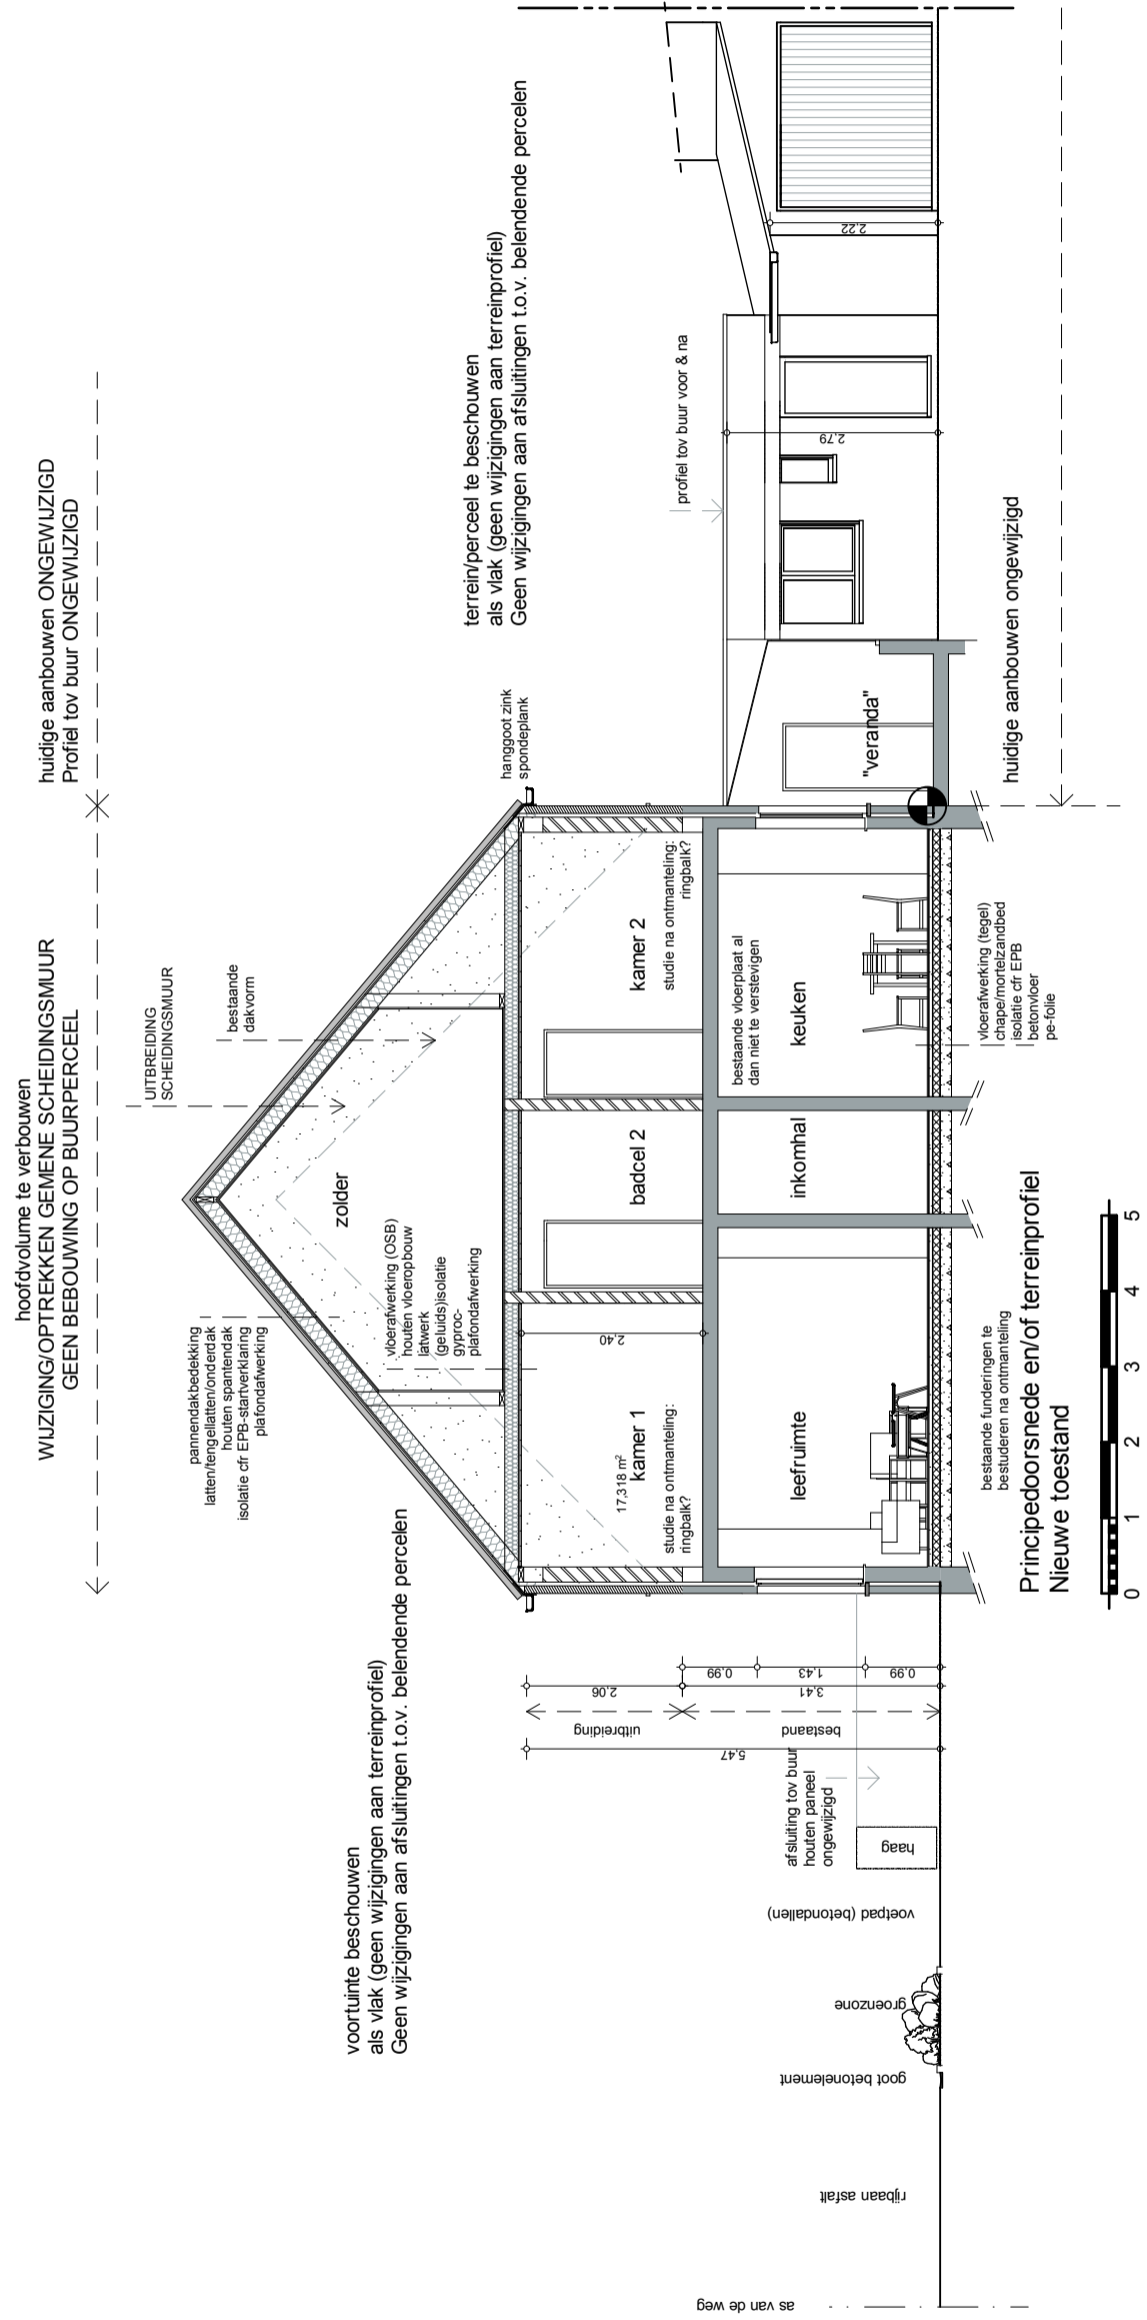 hoofdvolume te verbouwen
WIJZIGING/OPTREKKEN GEMENE SCHEIDINGSMUUR
GEEN BEBOUWING OP BUURPERCEEL
huidige aanbouwen ONGEWIJZIGD
Profiel tov buur ONGEWIJZIGD
UITBREIDING
SCHEIDINGSMUUR
bestaande
dakvorm
pannendakbedekking
latten/tengellatten/onderdak
houten spantendak
isolatie cfr EPB-startverklaring
plafondafwerking
zolder
vloerafwerking (OSB)
houten vloeropbouw
latwerk
(geluids)isolatie
gyproc-
plafondafwerking
voortuinte beschouwen
als vlak (geen wijzigingen aan terreinprofiel)
Geen wijzigingen aan afsluitingen t.o.v. belendende percelen
terrein/perceel te beschouwen
als vlak (geen wijzigingen aan terreinprofiel)
Geen wijzigingen aan afsluitingen t.o.v. belendende percelen
hanggoot zink
spondeplank
2,40
17,318 m²
kamer 1
studie na ontmanteling:
ringbalk?
badcel 2
kamer 2
studie na ontmanteling:
ringbalk?
profiel tov buur voor & na
2,79
2,22
bestaande vloerplaat al
dan niet te verstevigen
leefruimte
inkomhal
keuken
"veranda"
2,06
0,99
1,43
0,99
3,41
uitbreiding
bestaand
5,47
afsluiting tov buur
houten paneel
ongewijzigd
haag
voetpad (betondallen)
groenzone
goot betonelement
rijbaan asfalt
as van de weg
bestaande funderingen te
bestuderen na ontmanteling
vloerafwerking (tegel)
chape/mortelzandbed
isolatie cfr EPB
betonvloer
pe-folie
huidige aanbouwen ongewijzigd
Principedoorsnede en/of terreinprofiel
Nieuwe toestand
0 1 2 3 4 5